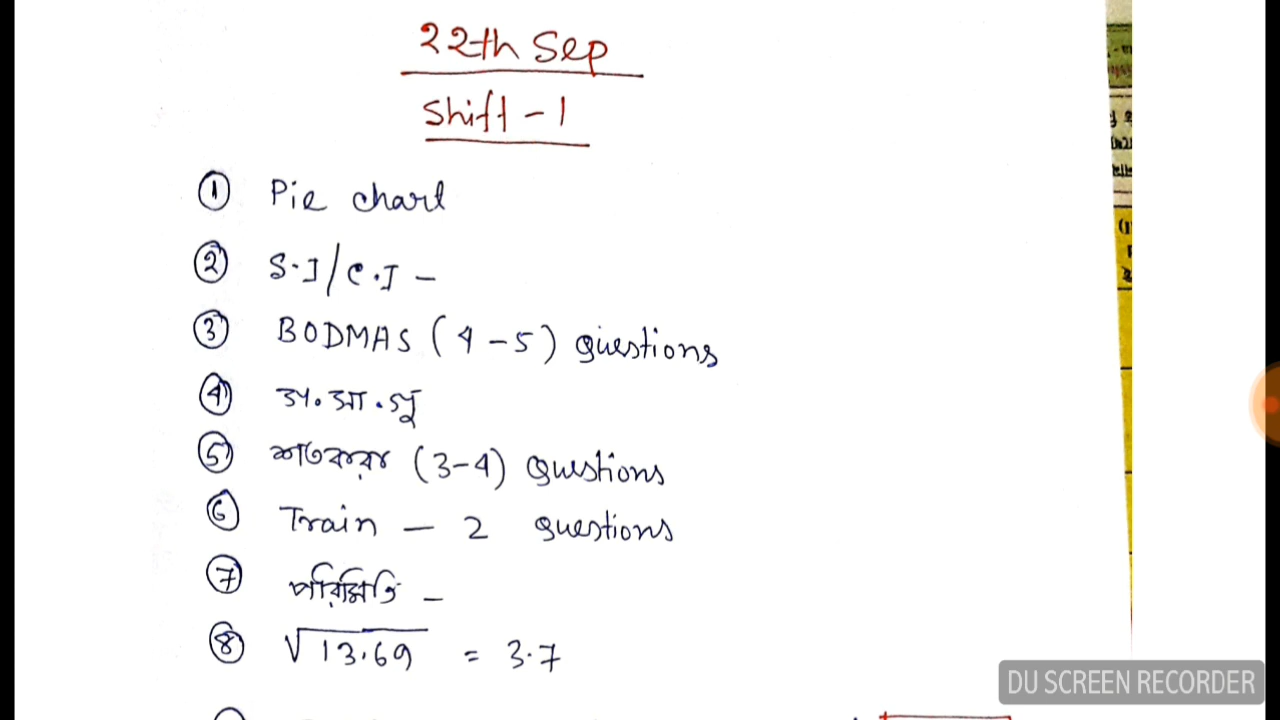 22th Sep
Shift - 1
① Pie chart
② S.I/C.I -
③ BODMAS (4-5) questions
④ ল.সা.গু
⑤ শতকরা (3-4) Questions
⑥ Train - 2 questions
⑦ পরিমিতি -
⑧ √13.69 = 3.7
DU SCREEN RECORDER